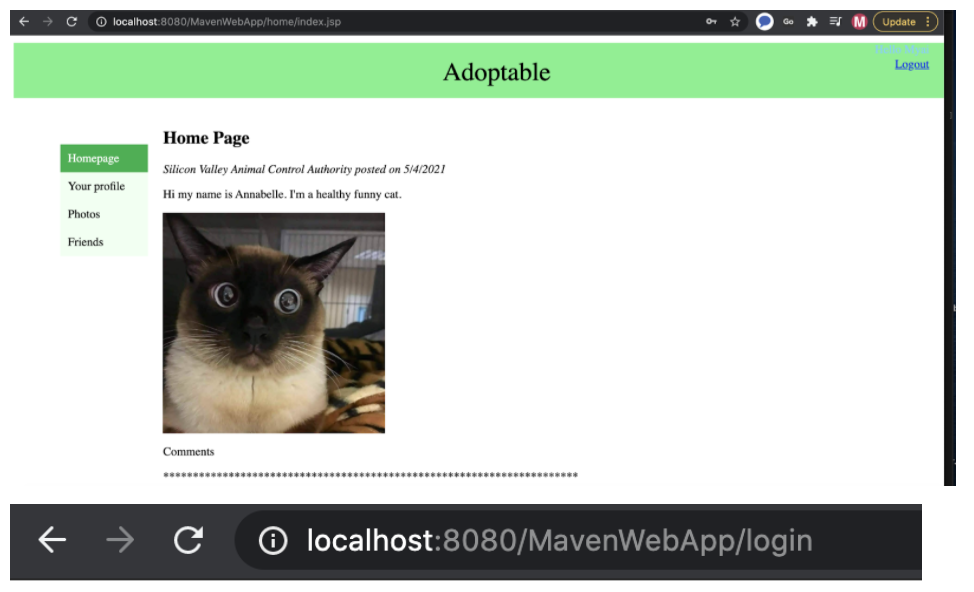 localhost:8080/MavenWebApp/home/index.jsp
Go
M
Update
Adoptable
Hello
Logout
Homepage
Your profile
Photos
Friends
Home Page
Silicon Valley Animal Control Authority posted on 5/4/2021
Hi my name is Annabelle. I'm a healthy funny cat.
Comments
**********************************************************************
localhost:8080/MavenWebApp/login